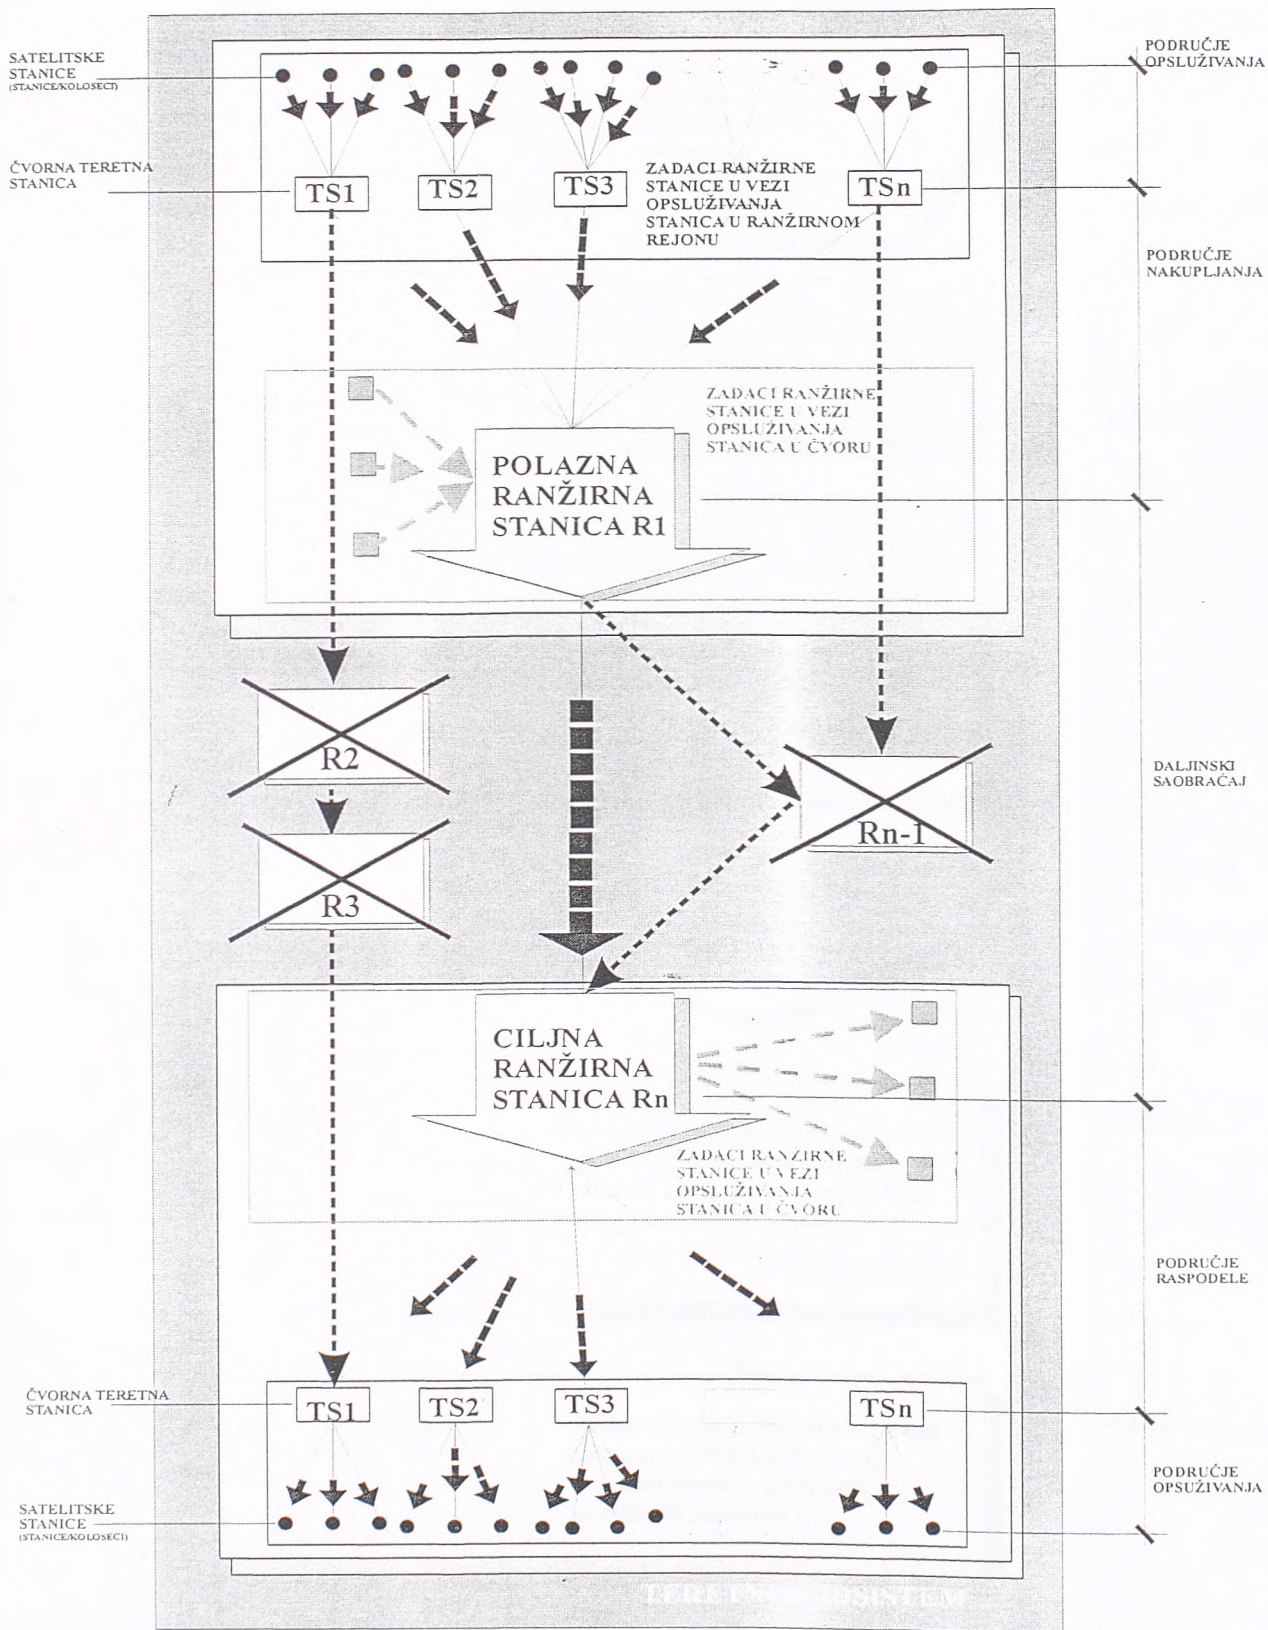 SATELITSKE
STANICE
(STANICE/KOLOSECI)
PODRUČJE
OPSLUŽIVANJA
ČVORNA TERETNA
STANICA
TS1
TS2
TS3
TSn
ZADACI RANŽIRNE
STANICE U VEZI
OPSLUŽIVANJA
STANICA U RANŽIRNOM
REJONU
PODRUČJE
NAKUPLJANJA
ZADACI RANŽIRNE
STANICE U VEZI
OPSLUŽIVANJA
STANICA U ČVORU
POLAZNA
RANŽIRNA
STANICA R1
R2
R3
Rn-1
DALJINSKI
SAOBRAĆAJ
CILJNA
RANŽIRNA
STANICA Rn
ZADACI RANŽIRNE
STANICE U VEZI
OPSLUŽIVANJA
STANICA U ČVORU
PODRUČJE
RASPODELE
ČVORNA TERETNA
STANICA
TS1
TS2
TS3
TSn
SATELITSKE
STANICE
(STANICE/KOLOSECI)
PODRUČJE
OPSUŽIVANJA